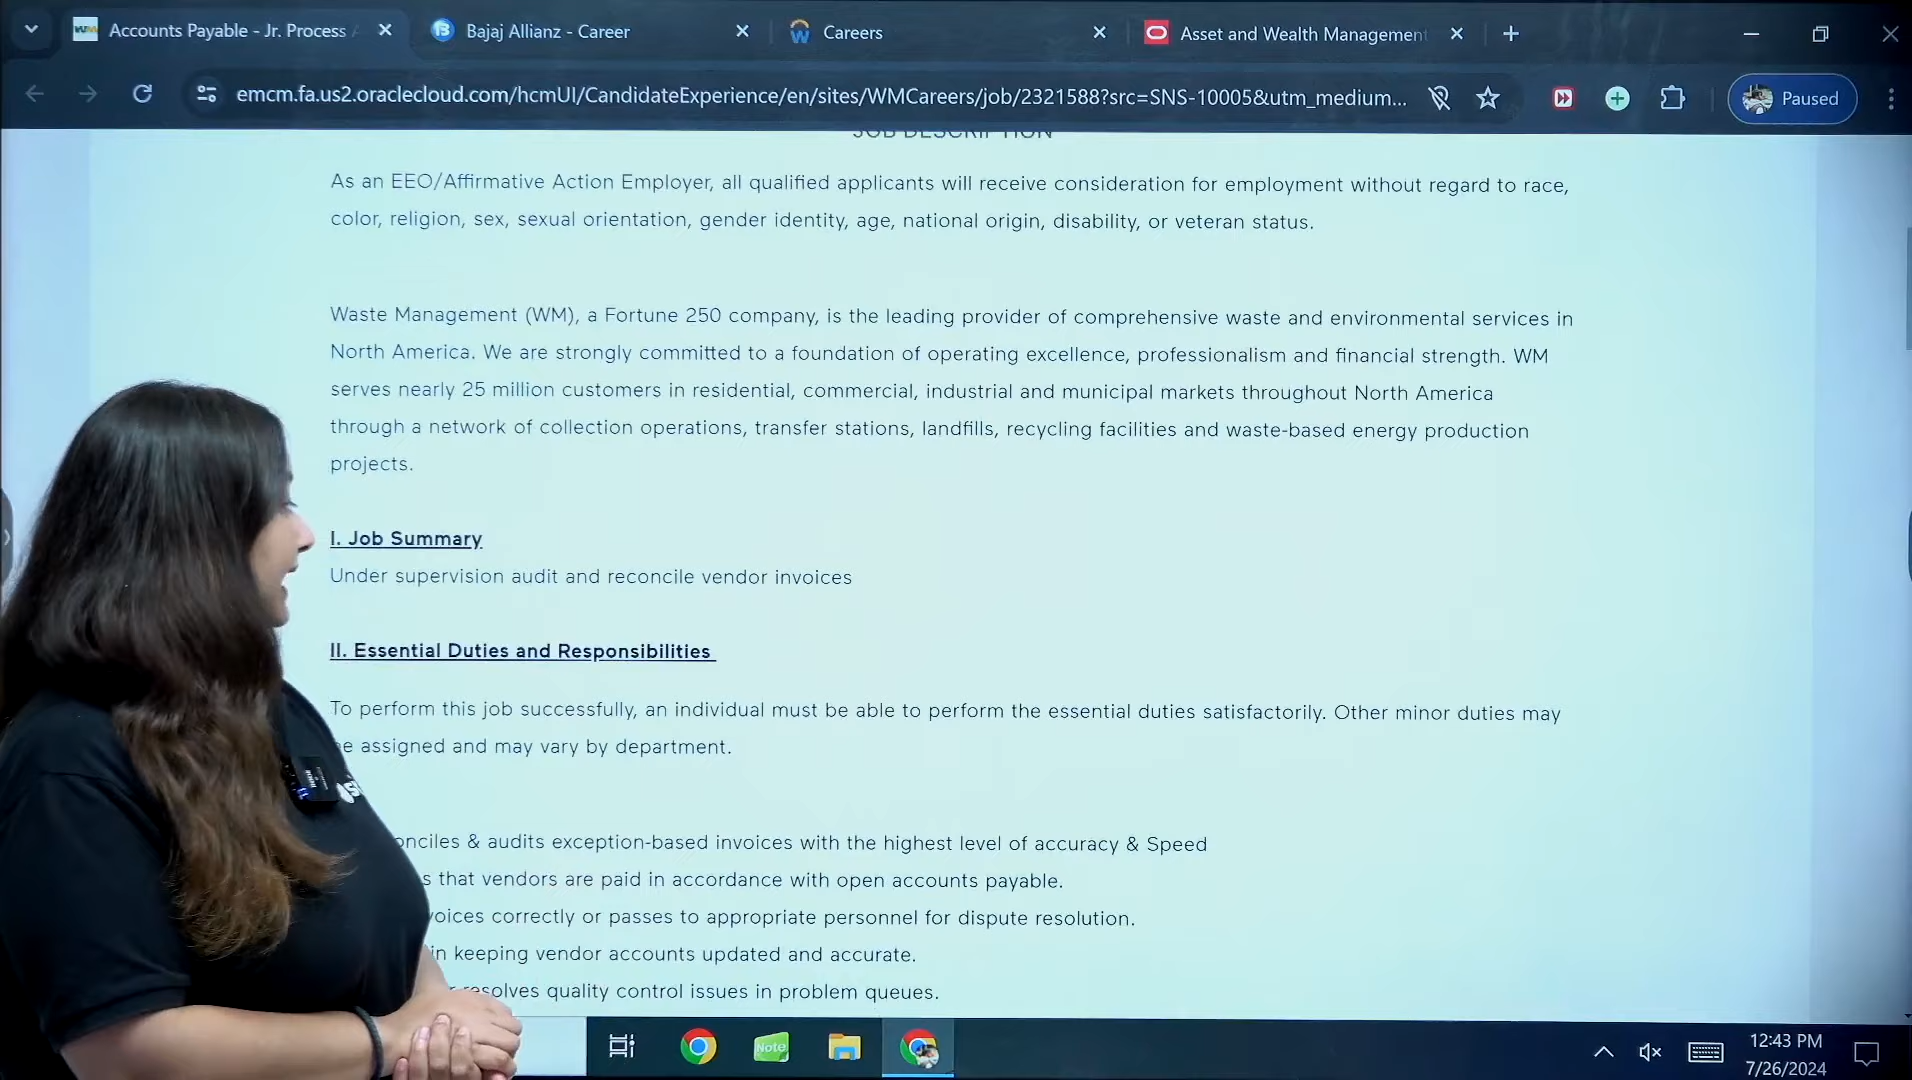 Accounts Payable - Jr. Process
Bajaj Allianz - Career
Careers
Asset and Wealth Management
emcm.fa.us2.oraclecloud.com/hcmUI/CandidateExperience/en/sites/WMCareers/job/2321588?src=SNS-10005&utm_medium...
Paused
JOB DESCRIPTION
As an EEO/Affirmative Action Employer, all qualified applicants will receive consideration for employment without regard to race,
color, religion, sex, sexual orientation, gender identity, age, national origin, disability, or veteran status.
Waste Management (WM), a Fortune 250 company, is the leading provider of comprehensive waste and environmental services in
North America. We are strongly committed to a foundation of operating excellence, professionalism and financial strength. WM
serves nearly 25 million customers in residential, commercial, industrial and municipal markets throughout North America
through a network of collection operations, transfer stations, landfills, recycling facilities and waste-based energy production
projects.
I. Job Summary
Under supervision audit and reconcile vendor invoices
II. Essential Duties and Responsibilities
To perform this job successfully, an individual must be able to perform the essential duties satisfactorily. Other minor duties may
be assigned and may vary by department.
onciles & audits exception-based invoices with the highest level of accuracy & Speed
s that vendors are paid in accordance with open accounts payable.
voices correctly or passes to appropriate personnel for dispute resolution.
in keeping vendor accounts updated and accurate.
r resolves quality control issues in problem queues.
Note
12:43 PM
7/26/2024